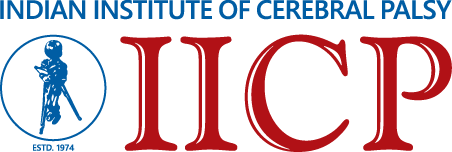 INDIAN INSTITUTE OF CEREBRAL PALSY
IICP
ESTD. 1974